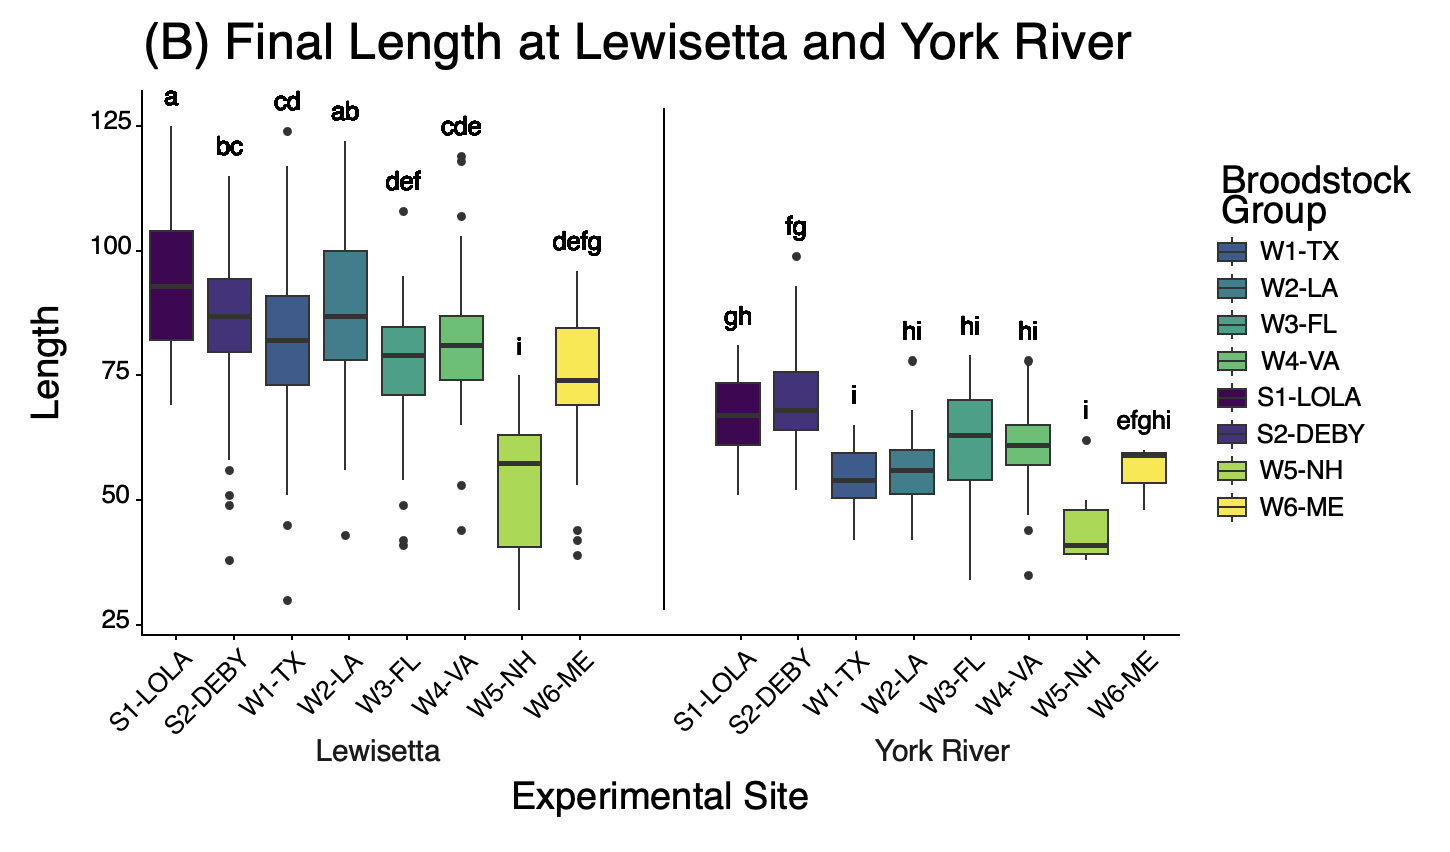 (B) Final Length at Lewisetta and York River
a
bc
cd
ab
def
cde
i
defg
gh
fg
i
hi
hi
hi
i
efghi
125
100
75
50
25
Length
S1-LOLA
S2-DEBY
W1-TX
W2-LA
W3-FL
W4-VA
W5-NH
W6-ME
S1-LOLA
S2-DEBY
W1-TX
W2-LA
W3-FL
W4-VA
W5-NH
W6-ME
Lewisetta
York River
Experimental Site
Broodstock
Group
W1-TX
W2-LA
W3-FL
W4-VA
S1-LOLA
S2-DEBY
W5-NH
W6-ME